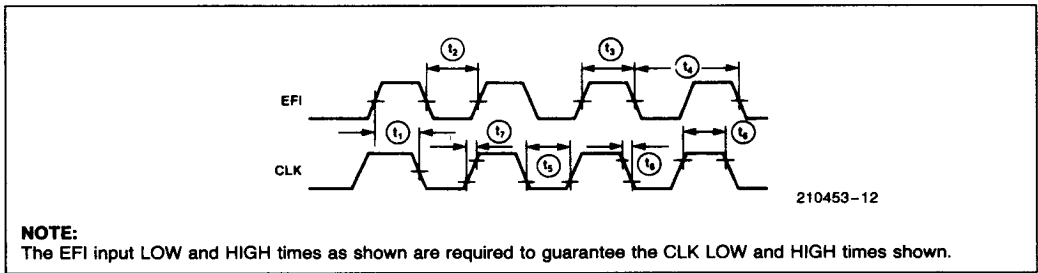 t2
t3
t4
EFI
t1
t7
t5
t6
t6
CLK
210453-12
NOTE:
The EFI input LOW and HIGH times as shown are required to guarantee the CLK LOW and HIGH times shown.